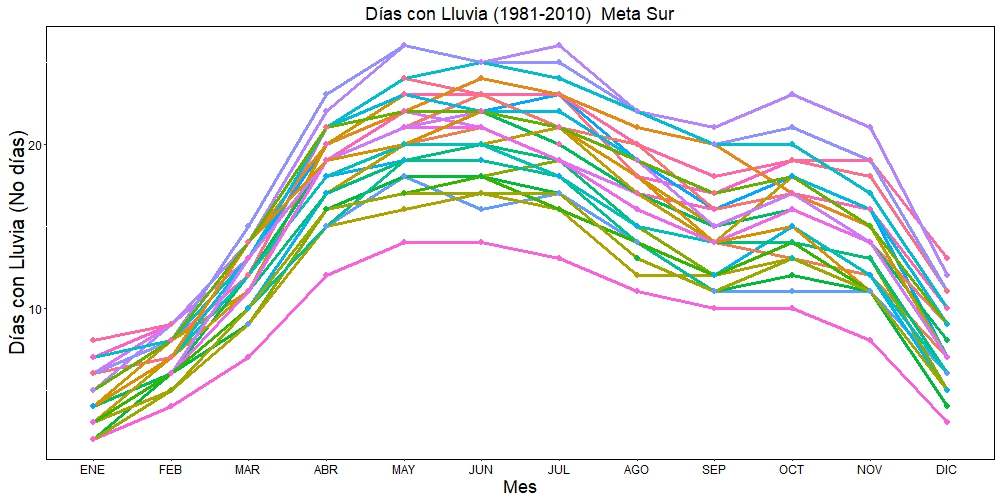 Días con Lluvia (1981-2010)  Meta Sur
Días con Lluvia (No días)
20
10
ENE FEB MAR ABR MAY JUN JUL AGO SEP OCT NOV DIC
Mes